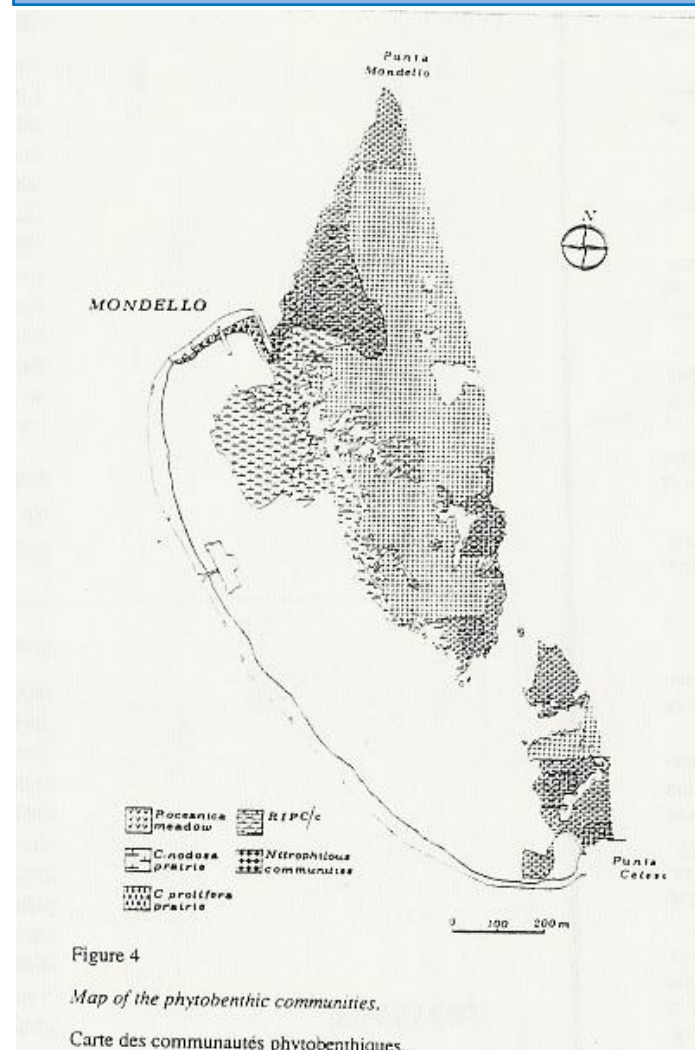 Punta
Mondello
N
MONDELLO
P.oceanica
meadow
RIPC/c
C.nodosa
prairie
Nitrophilous
communities
C prolifera
prairie
Punta
0 100 200m
Figure 4
Map of the phytobenthic communities.
Carte des communautés phytobenthiques.